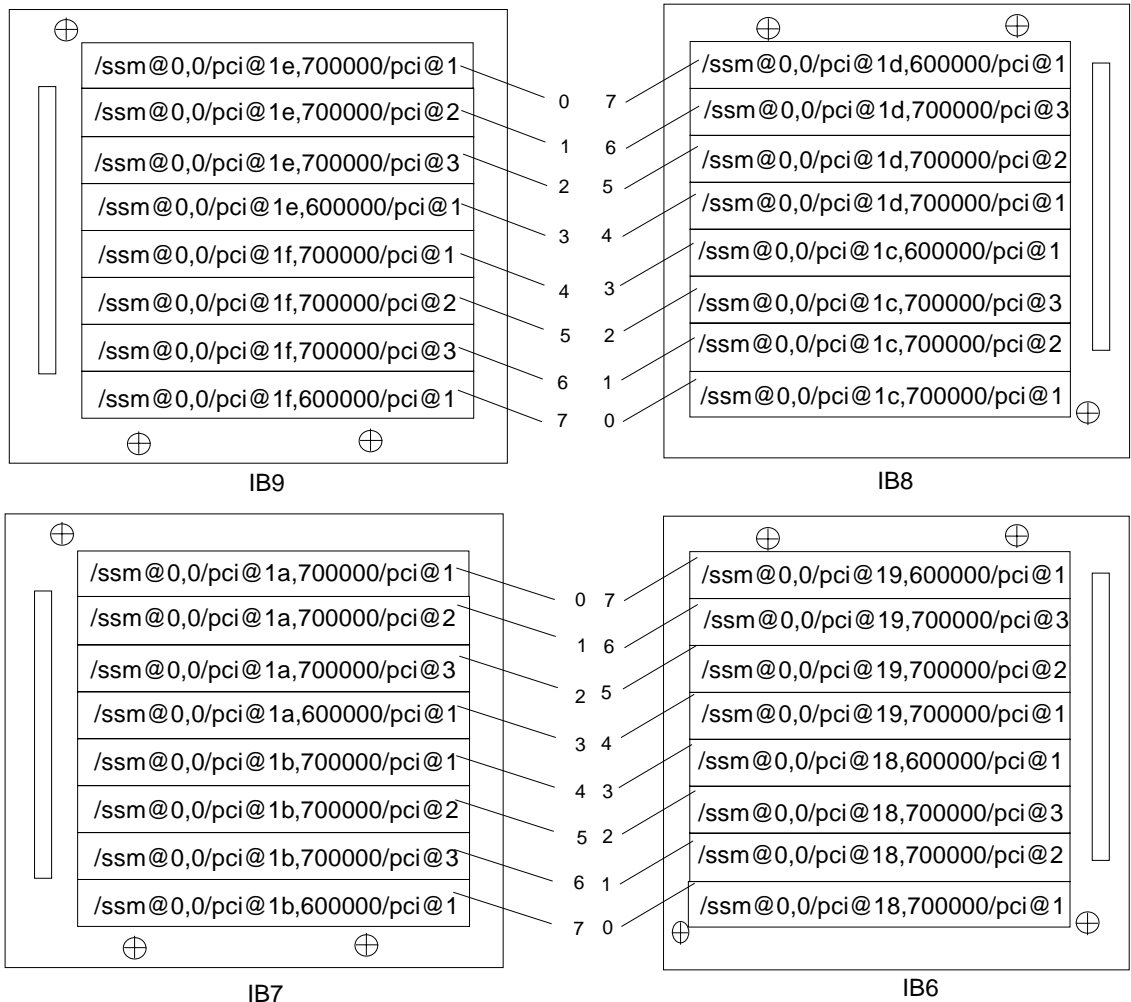 /ssm@0,0/pci@1e,700000/pci@1
/ssm@0,0/pci@1e,700000/pci@2
/ssm@0,0/pci@1e,700000/pci@3
/ssm@0,0/pci@1e,600000/pci@1
/ssm@0,0/pci@1f,700000/pci@1
/ssm@0,0/pci@1f,700000/pci@2
/ssm@0,0/pci@1f,700000/pci@3
/ssm@0,0/pci@1f,600000/pci@1
0 7
1 6
2 5
3 4
4 3
5 2
6 1
7 0
/ssm@0,0/pci@1d,600000/pci@1
/ssm@0,0/pci@1d,700000/pci@3
/ssm@0,0/pci@1d,700000/pci@2
/ssm@0,0/pci@1d,700000/pci@1
/ssm@0,0/pci@1c,600000/pci@1
/ssm@0,0/pci@1c,700000/pci@3
/ssm@0,0/pci@1c,700000/pci@2
/ssm@0,0/pci@1c,700000/pci@1
IB9
IB8
/ssm@0,0/pci@1a,700000/pci@1
/ssm@0,0/pci@1a,700000/pci@2
/ssm@0,0/pci@1a,700000/pci@3
/ssm@0,0/pci@1a,600000/pci@1
/ssm@0,0/pci@1b,700000/pci@1
/ssm@0,0/pci@1b,700000/pci@2
/ssm@0,0/pci@1b,700000/pci@3
/ssm@0,0/pci@1b,600000/pci@1
0 7
1 6
2 5
3 4
4 3
5 2
6 1
7 0
/ssm@0,0/pci@19,600000/pci@1
/ssm@0,0/pci@19,700000/pci@3
/ssm@0,0/pci@19,700000/pci@2
/ssm@0,0/pci@19,700000/pci@1
/ssm@0,0/pci@18,600000/pci@1
/ssm@0,0/pci@18,700000/pci@3
/ssm@0,0/pci@18,700000/pci@2
/ssm@0,0/pci@18,700000/pci@1
IB7
IB6